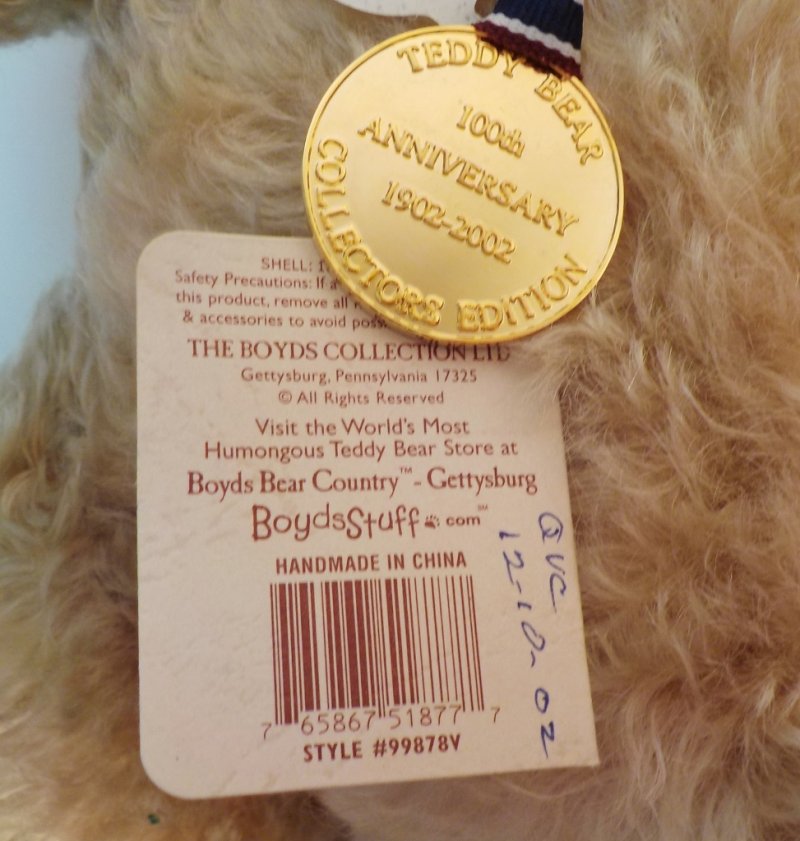 TEDDY BEAR
100th
ANNIVERSARY
1902-2002
COLLECTORS EDITION
SHELL:
Safety Precautions: If a
this product, remove all
& accessories to avoid
THE BOYDS COLLECTION LTD
Gettysburg, Pennsylvania 17325
© All Rights Reserved
Visit the World's Most
Humongous Teddy Bear Store at
Boyds Bear Country™ - Gettysburg
BoydsStuff.com℠
HANDMADE IN CHINA
7 65867 51877 7
STYLE #99878V
QVC
12-10-02